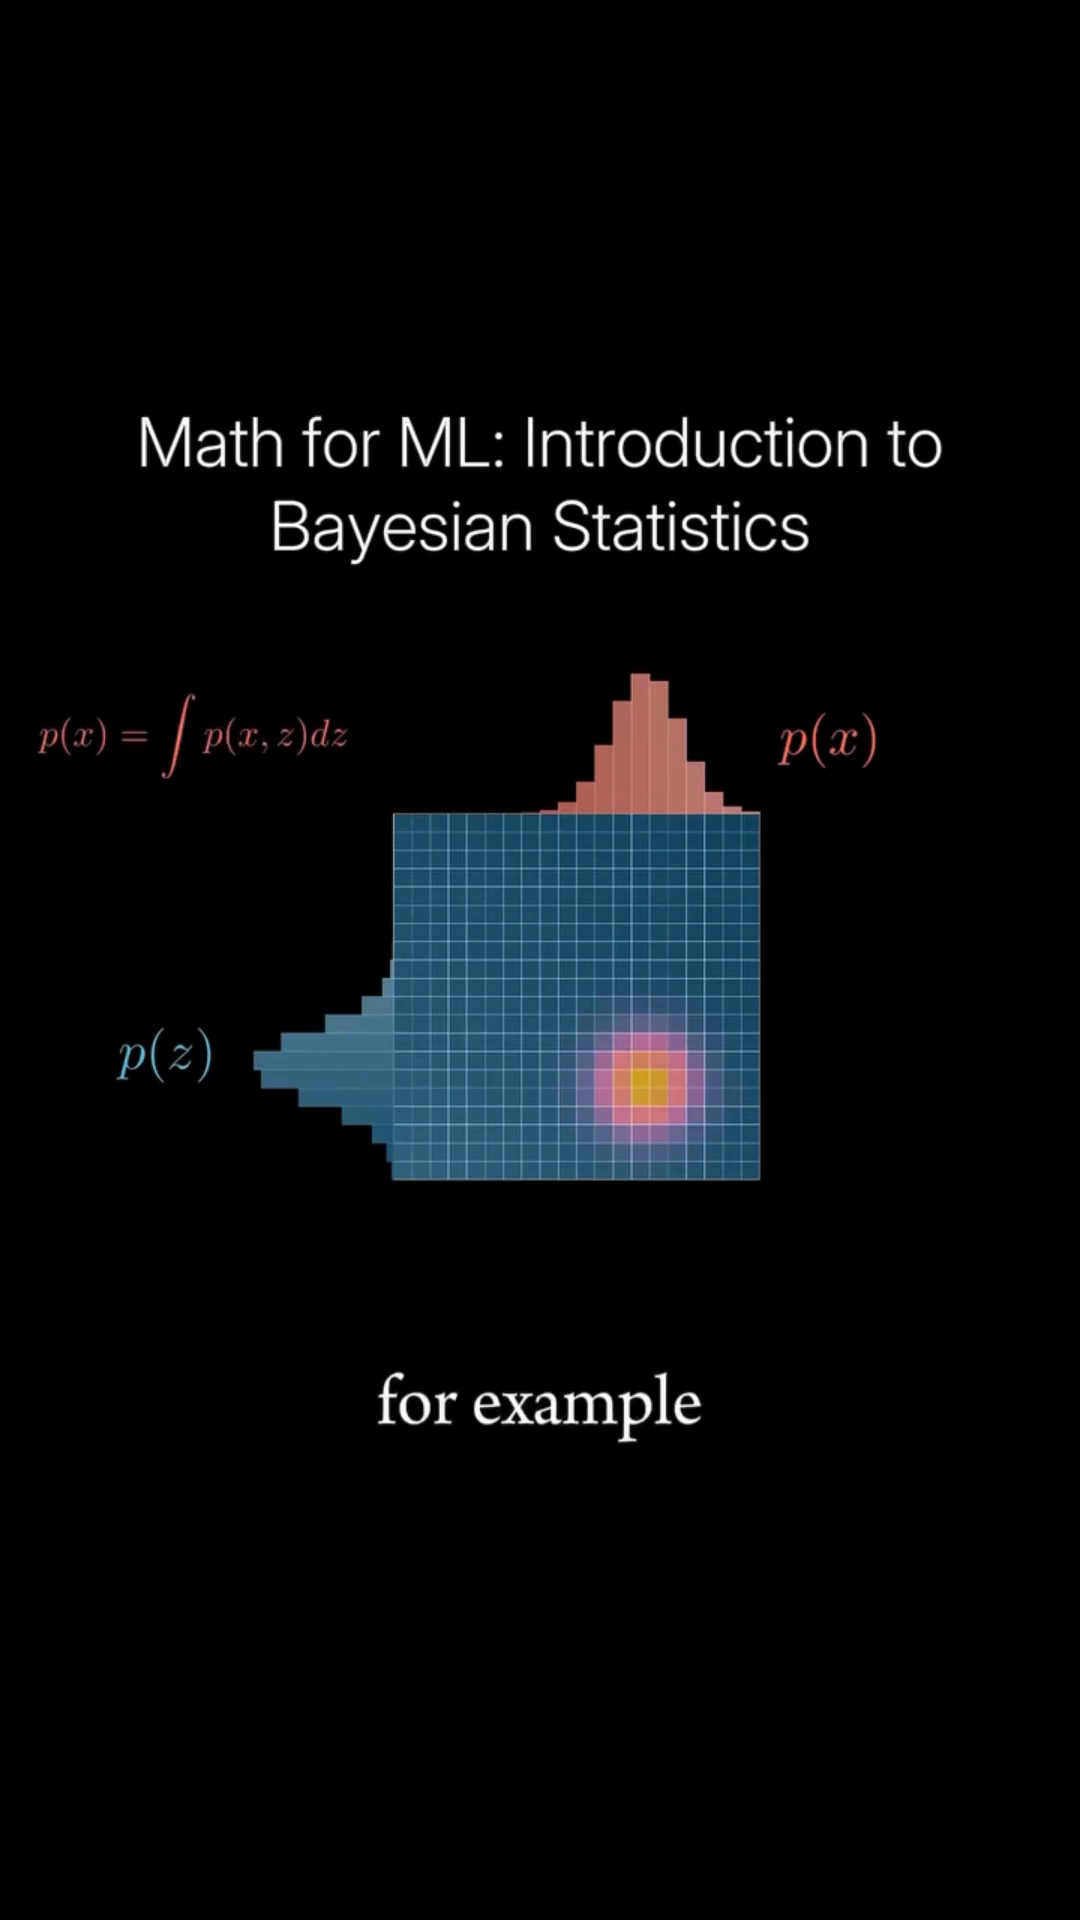 Math for ML: Introduction to
Bayesian Statistics
p(x) = ∫ p(x, z)dz
p(x)
p(z)
for example